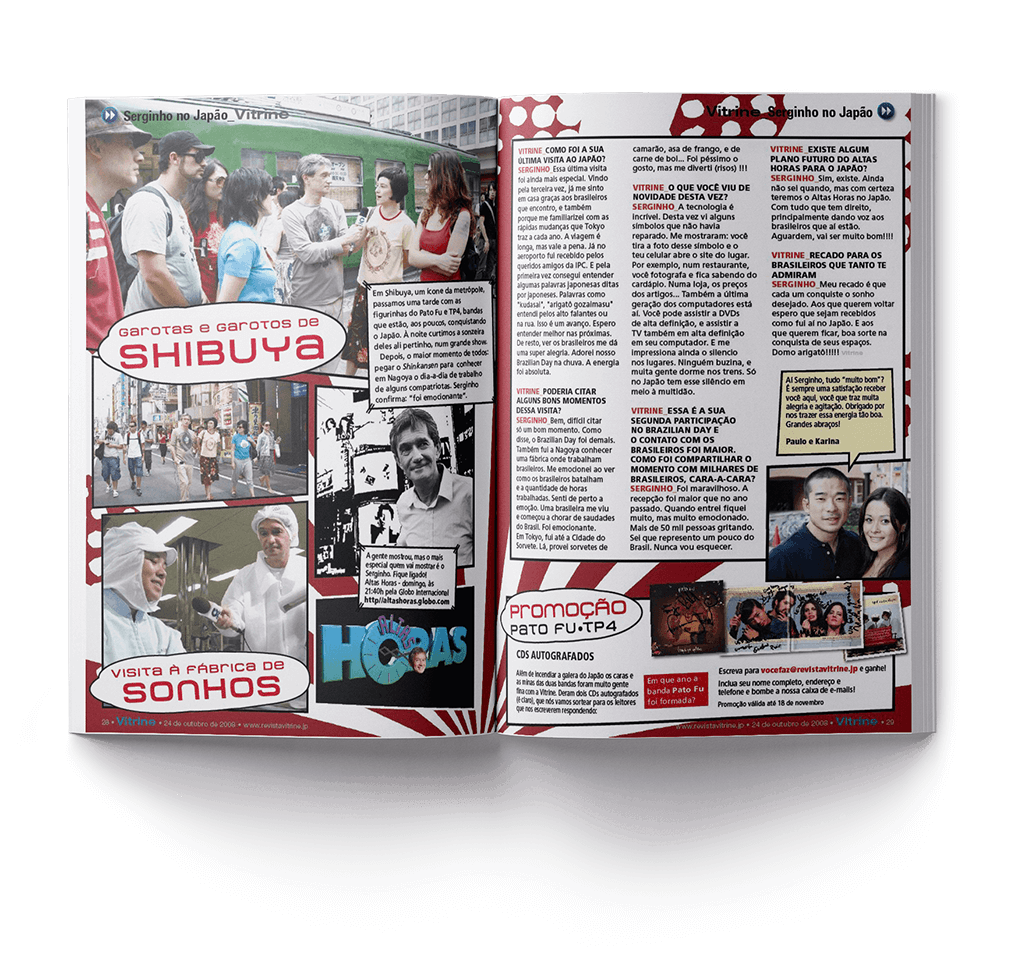 Serginho no Japão_Vitrine
GAROTAS E GAROTOS DE
SHIBUYA
Em Shibuya, um ícone da metrópole,
passamos uma tarde com as
figurinhas do Pato Fu e TP4, bandas
que estão, aos poucos, conquistando
o Japão. À noite curtimos a sonzeira
deles ali pertinho, num grande show.
Depois, o maior momento de todos:
pegar o Shinkansen para conhecer
em Nagoya o dia-a-dia de trabalho
de alguns compatriotas. Serginho
confirma: "foi emocionante".
A gente mostrou, mas o mais
especial quem vai mostrar é o
Serginho. Fique ligado!
Altas Horas - domingo, às
21:40h pela Globo Internacional
http//altashoras.globo.com
ALTAS
HORAS
VISITA À FÁBRICA DE
SONHOS
28 • Vitrine • 24 de outubro de 2008 • www.revistavitrine.jp
Vitrine_Serginho no Japão
VITRINE_COMO FOI A SUA
ÚLTIMA VISITA AO JAPÃO?
SERGINHO_Essa última visita
foi ainda mais especial. Vindo
pela terceira vez, já me sinto
em casa graças aos brasileiros
que encontro, e também
porque me familiarizei com as
rápidas mudanças que Tokyo
traz a cada ano. A viagem é
longa, mas vale a pena. Já no
aeroporto fui recebido pelos
queridos amigos da IPC. E pela
primeira vez consegui entender
algumas palavras japonesas ditas
por japoneses. Palavras como
"kudasai", "arigatô gozaimasu"
entendi pelos alto falantes ou
na rua. Isso é um avanço. Espero
entender melhor nas próximas.
De resto, ver os brasileiros me dá
uma super alegria. Adorei nosso
Brazilian Day na chuva. A energia
foi absoluta.
VITRINE_PODERIA CITAR
ALGUNS BONS MOMENTOS
DESSA VISITA?
SERGINHO_Bem, difícil citar
só um bom momento. Como
disse, o Brazilian Day foi demais.
Também fui a Nagoya conhecer
uma fábrica onde trabalham
brasileiros. Me emocionei ao ver
como os brasileiros batalham
e a quantidade de horas
trabalhadas. Senti de perto a
emoção. Uma brasileira me viu
e começou a chorar de saudades
do Brasil. Foi emocionante.
Em Tokyo, fui até a Cidade do
Sorvete. Lá, provei sorvetes de
camarão, asa de frango, e de
carne de boi... Foi péssimo o
gosto, mas me diverti (risos) !!!
VITRINE_O QUE VOCÊ VIU DE
NOVIDADE DESTA VEZ?
SERGINHO_A tecnologia é
incrível. Desta vez vi alguns
símbolos que não havia
reparado. Me mostraram: você
tira a foto desse símbolo e o
teu celular abre o site do lugar.
Por exemplo, num restaurante,
você fotografa e fica sabendo do
cardápio. Numa loja, os preços
dos artigos... Também a última
geração dos computadores está
aí. Você pode assistir a DVDs
de alta definição, e assistir a
TV também em alta definição
em seu computador. E me
impressiona ainda o silencio
nos lugares. Ninguém buzina, e
muita gente dorme nos trens. Só
no Japão tem esse silêndio em
meio à multidão.
VITRINE_ESSA É A SUA
SEGUNDA PARTICIPAÇÃO
NO BRAZILIAN DAY E
O CONTATO COM OS
BRASILEIROS FOI MAIOR.
COMO FOI COMPARTILHAR O
MOMENTO COM MILHARES DE
BRASILEIROS, CARA-A-CARA?
SERGINHO_Foi maravilhoso. A
recepção foi maior que no ano
passado. Quando entrei fiquei
muito, mas muito emocionado.
Mais de 50 mil pessoas gritando.
Sei que represento um pouco do
Brasil. Nunca vou esquecer.
VITRINE_EXISTE ALGUM
PLANO FUTURO DO ALTAS
HORAS PARA O JAPÃO?
SERGINHO_Sim, existe. Ainda
não sei quando, mas com certeza
teremos o Altas Horas no Japão.
Com tudo que tem direito,
principalmente dando voz aos
brasileiros que aí estão.
Aguardem, vai ser muito bom!!!!
VITRINE_RECADO PARA OS
BRASILEIROS QUE TANTO TE
ADMIRAM
SERGINHO_Meu recado é que
cada um conquiste o sonho
desejado. Aos que querem voltar
espero que sejam recebidos
como fui aí no Japão. E aos
que querem ficar, boa sorte na
conquista de seus espaços.
Domo arigatô!!!!! Vitrine
Aí Serginho, tudo "muito bom"?
É sempre uma satisfação receber
você aqui, você que traz muita
alegria e agitação. Obrigado por
nos trazer essa energia tão boa.
Grandes abraços!
Paulo e Karina
PROMOÇÃO
PATO FU•TP4
CDS AUTOGRAFADOS
Além de incendiar a galera do Japão os caras e
as minas das duas bandas foram muito gente
fina com a Vitrine. Deram dois CDs autografados
(é claro), que nós vamos sortear para os leitores
que nos escreverem respondendo:
Em que ano a
banda Pato Fu
foi formada?
Escreva para vocefaz@revistavitrine.jp e ganhe!
Inclua seu nome completo, endereço e
telefone e bombe a nossa caixa de e-mails!
Promoção válida até 18 de novembro
www.revistavitrine.jp • 24 de outubro de 2008 • Vitrine • 29